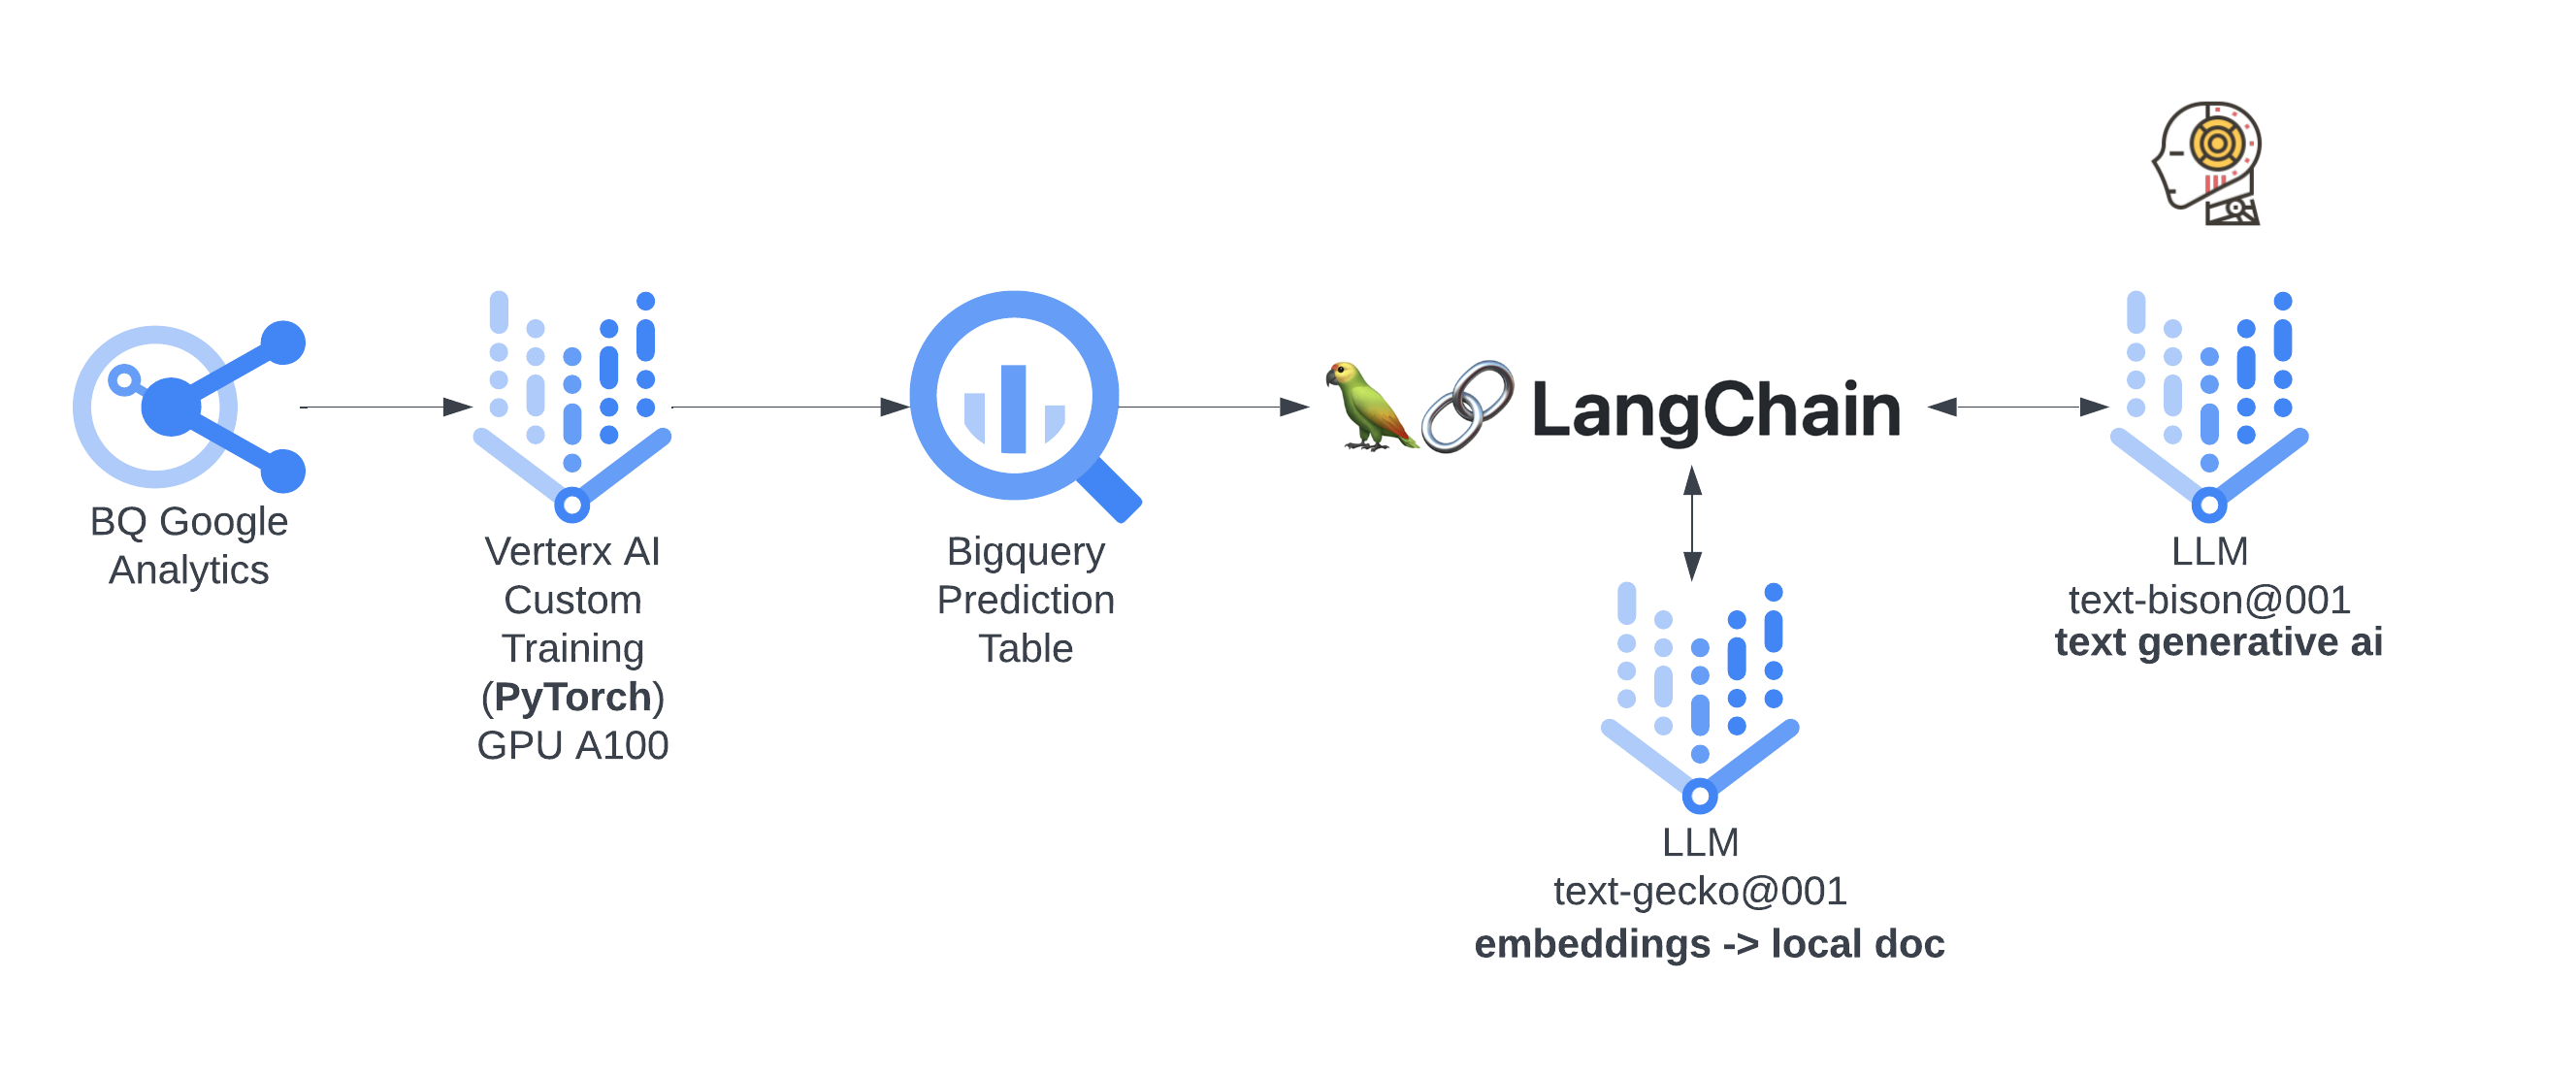 BQ Google
Analytics
Verterx AI
Custom
Training
(PyTorch)
GPU A100
Bigquery
Prediction
Table
LangChain
LLM
text-gecko@001
embeddings -> local doc
LLM
text-bison@001
text generative ai